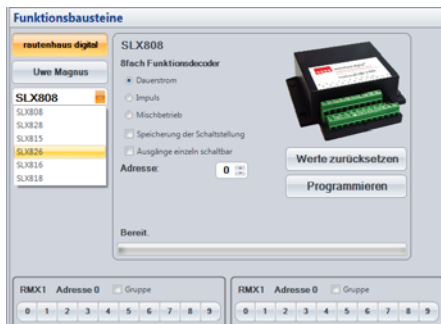 Funktionsbausteine
rautenhaus digital
Uwe Magnus
SLX808
SLX808
SLX828
SLX815
SLX826
SLX816
SLX818
SLX808
8fach Funktionsdecoder
Dauerstrom
Impuls
Mischbetrieb
Speicherung der Schaltstellung
Ausgänge einzeln schaltbar
Adresse: 0
Werte zurücksetzen
Programmieren
Bereit.
RMX1 Adresse 0 Gruppe
0 1 2 3 4 5 6 7 8 9
RMX1 Adresse 0 Gruppe
0 1 2 3 4 5 6 7 8 9